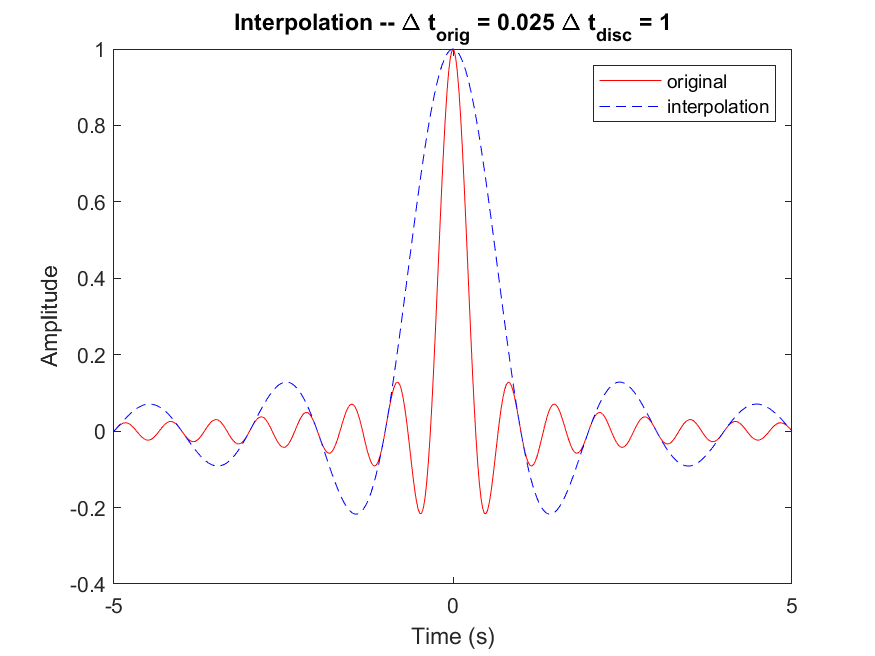 Interpolation -- Δ t_orig = 0.025 Δ t_disc = 1
1
0.8
0.6
0.4
0.2
0
-0.2
-0.4
Amplitude
original
interpolation
-5
0
5
Time (s)